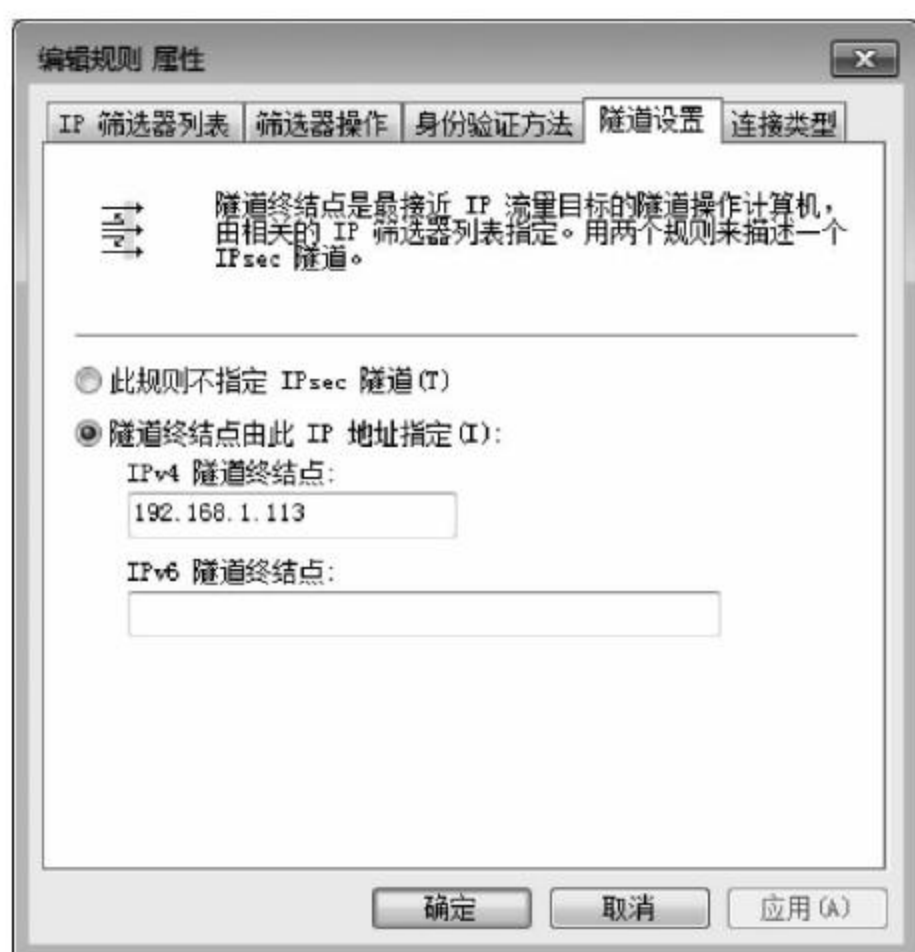 编辑规则 属性
IP 筛选器列表 筛选器操作 身份验证方法 隧道设置 连接类型
隧道终结点是最接近 IP 流量目标的隧道操作计算机，
由相关的 IP 筛选器列表指定。用两个规则来描述一个
IPsec 隧道。
此规则不指定 IPsec 隧道(T)
隧道终结点由此 IP 地址指定(I):
IPv4 隧道终结点:
192.168.1.113
IPv6 隧道终结点:
确定 取消 应用(A)